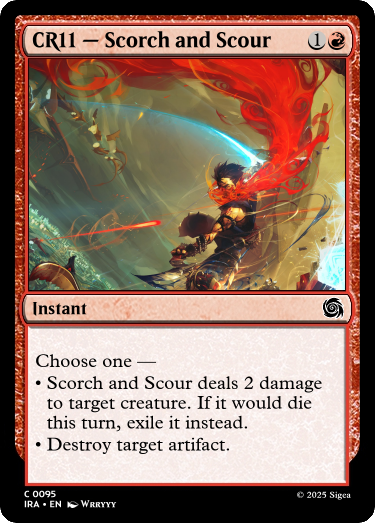 CR11 — Scorch and Scour 1
Instant
Choose one —
• Scorch and Scour deals 2 damage
to target creature. If it would die
this turn, exile it instead.
• Destroy target artifact.
C 0095
IRA • EN Wrryyy
© 2025 Sigea